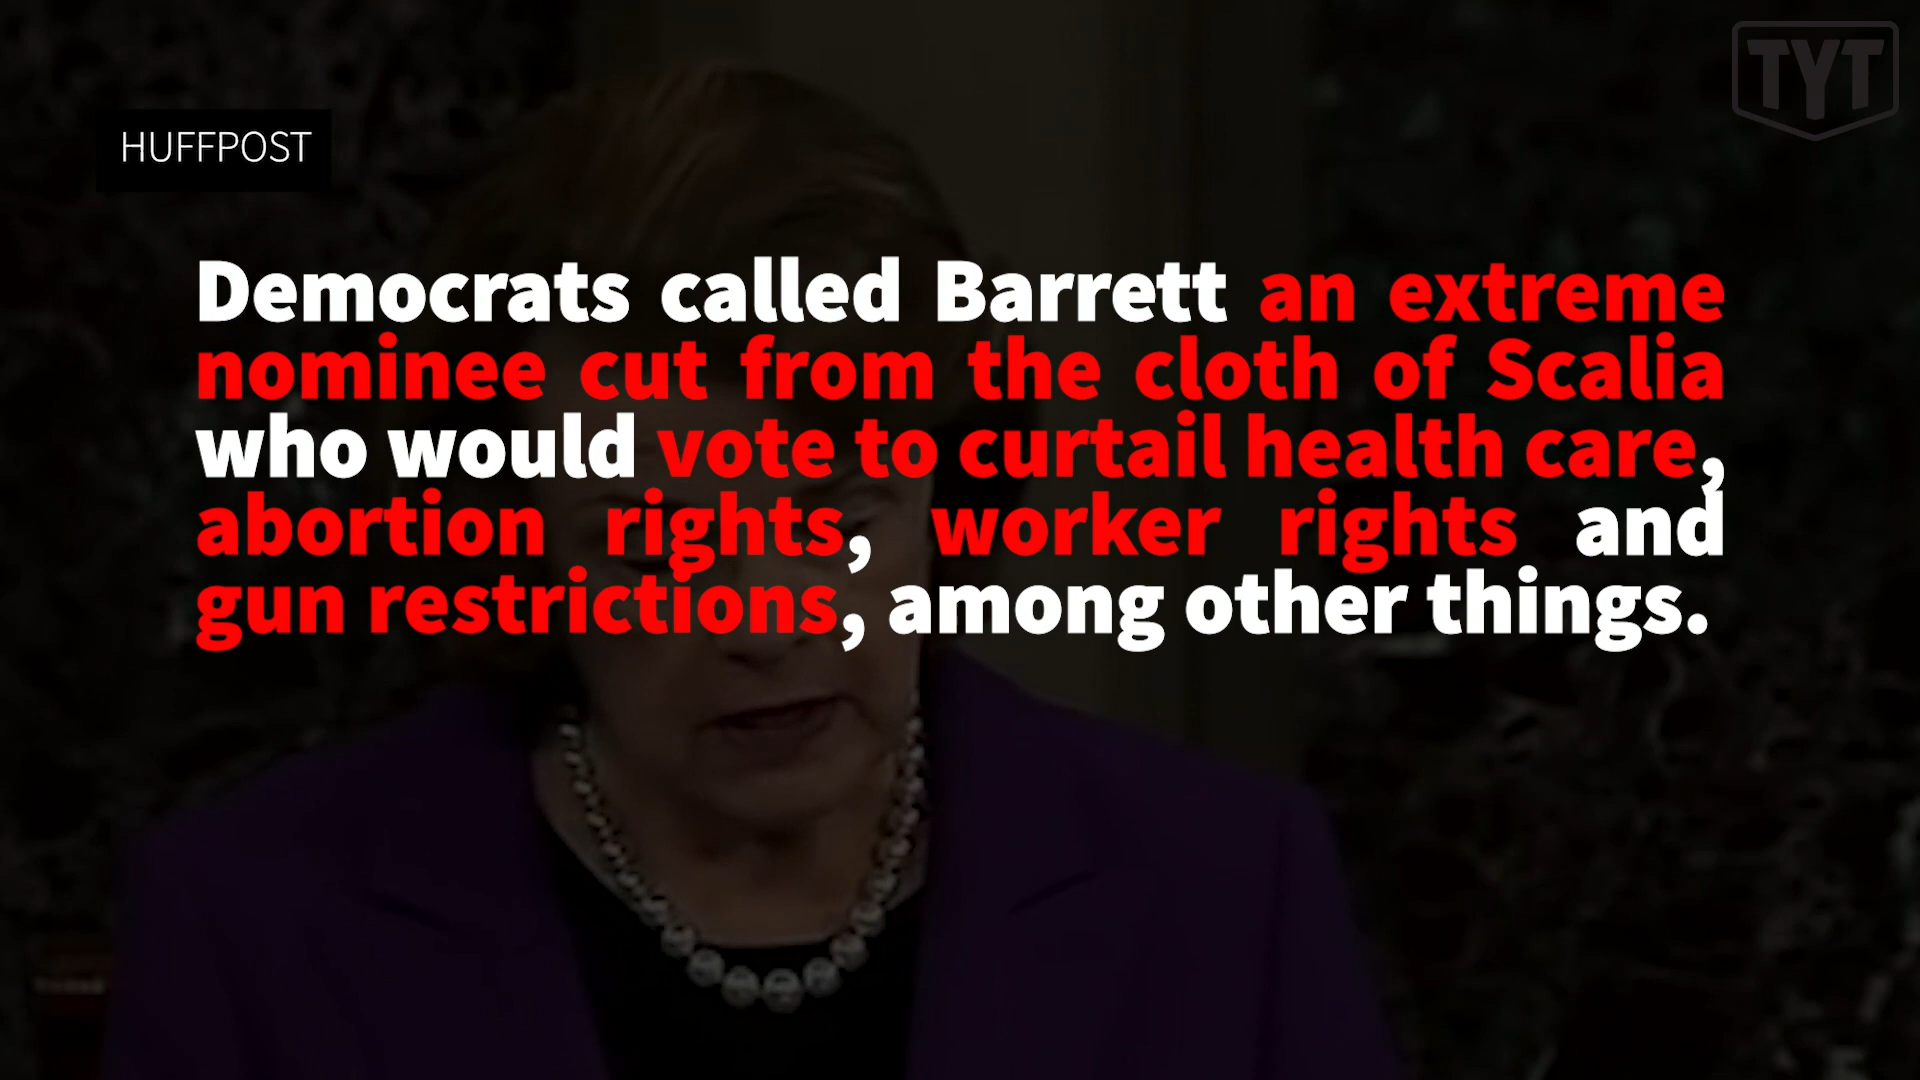 TYT
HUFFPOST
Democrats called Barrett an extreme
nominee cut from the cloth of Scalia
who would vote to curtail health care,
abortion rights, worker rights and
gun restrictions, among other things.